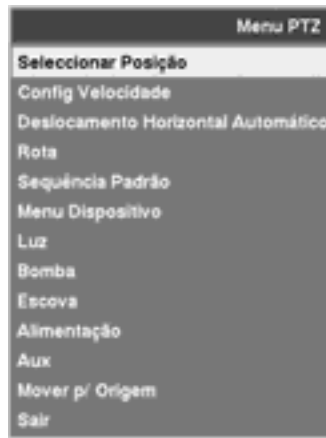 Menu PTZ
Seleccionar Posição
Config Velocidade
Deslocamento Horizontal Automático
Rota
Sequência Padrão
Menu Dispositivo
Luz
Bomba
Escova
Alimentação
Aux
Mover p/ Origem
Sair